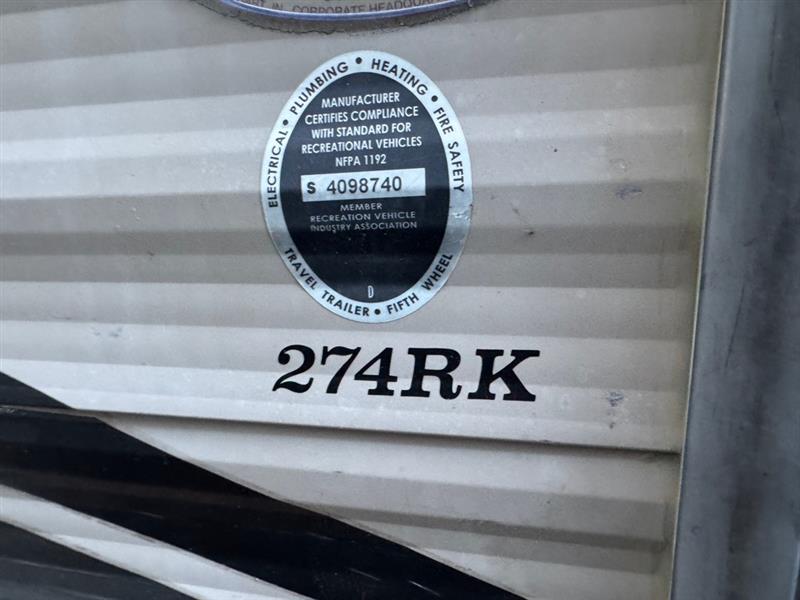 CORPORATE
ELECTRICAL • PLUMBING • HEATING • FIRE SAFETY
MANUFACTURER
CERTIFIES COMPLIANCE
WITH STANDARD FOR
RECREATIONAL VEHICLES
NFPA 1192
S 4098740
MEMBER
RECREATION VEHICLE
INDUSTRY ASSOCIATION
D
TRAVEL TRAILER • FIFTH WHEEL
274RK